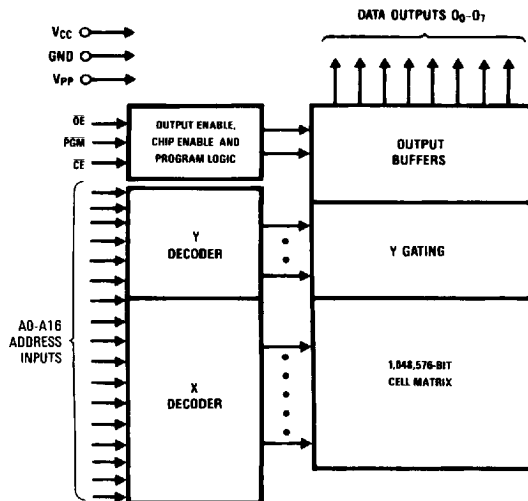 DATA OUTPUTS O0-O7
VCC
GND
VPP
OE
PGM
CE
OUTPUT ENABLE,
CHIP ENABLE AND
PROGRAM LOGIC
OUTPUT
BUFFERS
Y
DECODER
Y GATING
A0-A16
ADDRESS
INPUTS
X
DECODER
1,048,576-BIT
CELL MATRIX